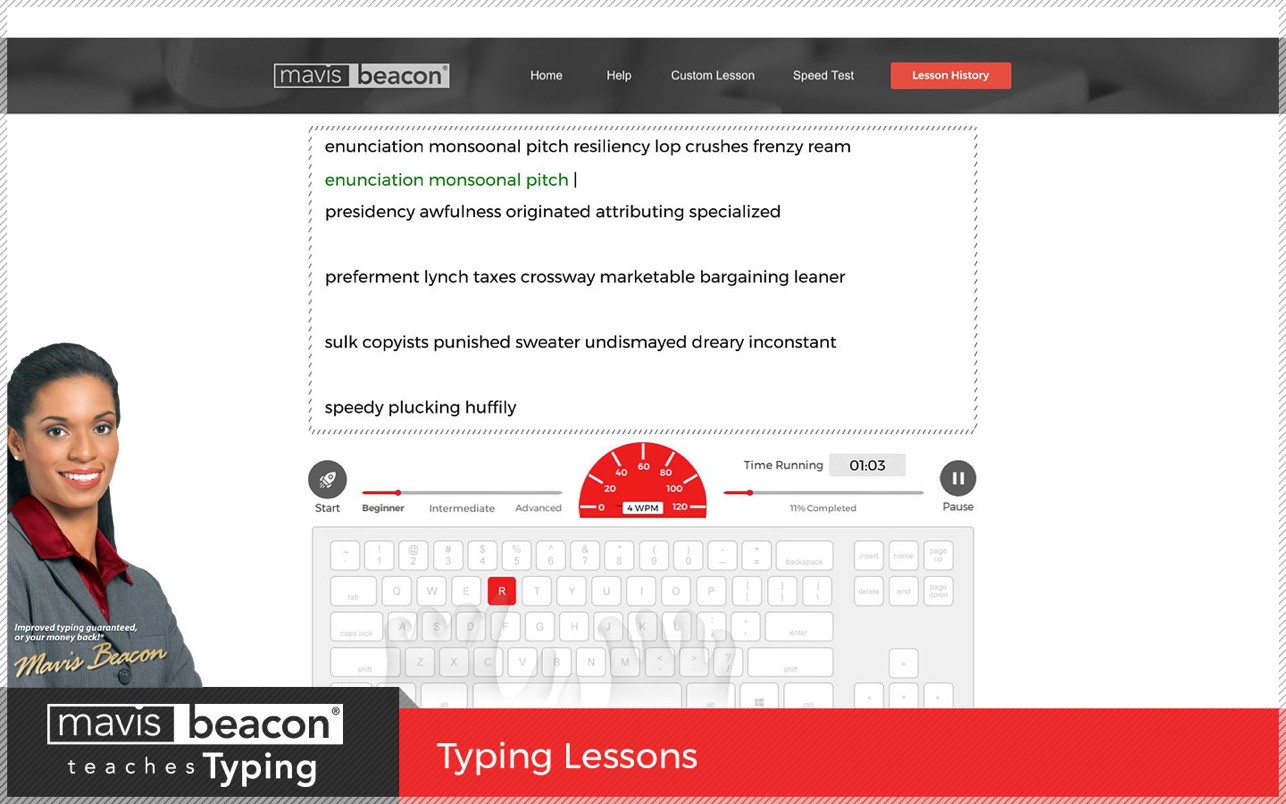 mavis beacon®
Home Help Custom Lesson Speed Test Lesson History
enunciation monsoonal pitch resiliency lop crushes frenzy ream
enunciation monsoonal pitch |
presidency awfulness originated attributing specialized
preferment lynch taxes crossway marketable bargaining leaner
sulk copyists punished sweater undismayed dreary inconstant
speedy plucking huffily
Start
Beginner Intermediate Advanced
0 20 40 60 80 100 120
4 WPM
Time Running 01:03
11% Completed
Pause
~ ! @ # $ % ^ & * ( ) - +
1 2 3 4 5 6 7 8 9 0 = backspace insert home page up
tab Q W E R T Y U I O P delete end page down
caps lock A S D F G H J K L enter
shift Z X C V B N M < > ? shift
alt alt ctrl
Improved typing guaranteed,
or your money back!*
Mavis Beacon
mavis beacon®
teaches Typing
Typing Lessons